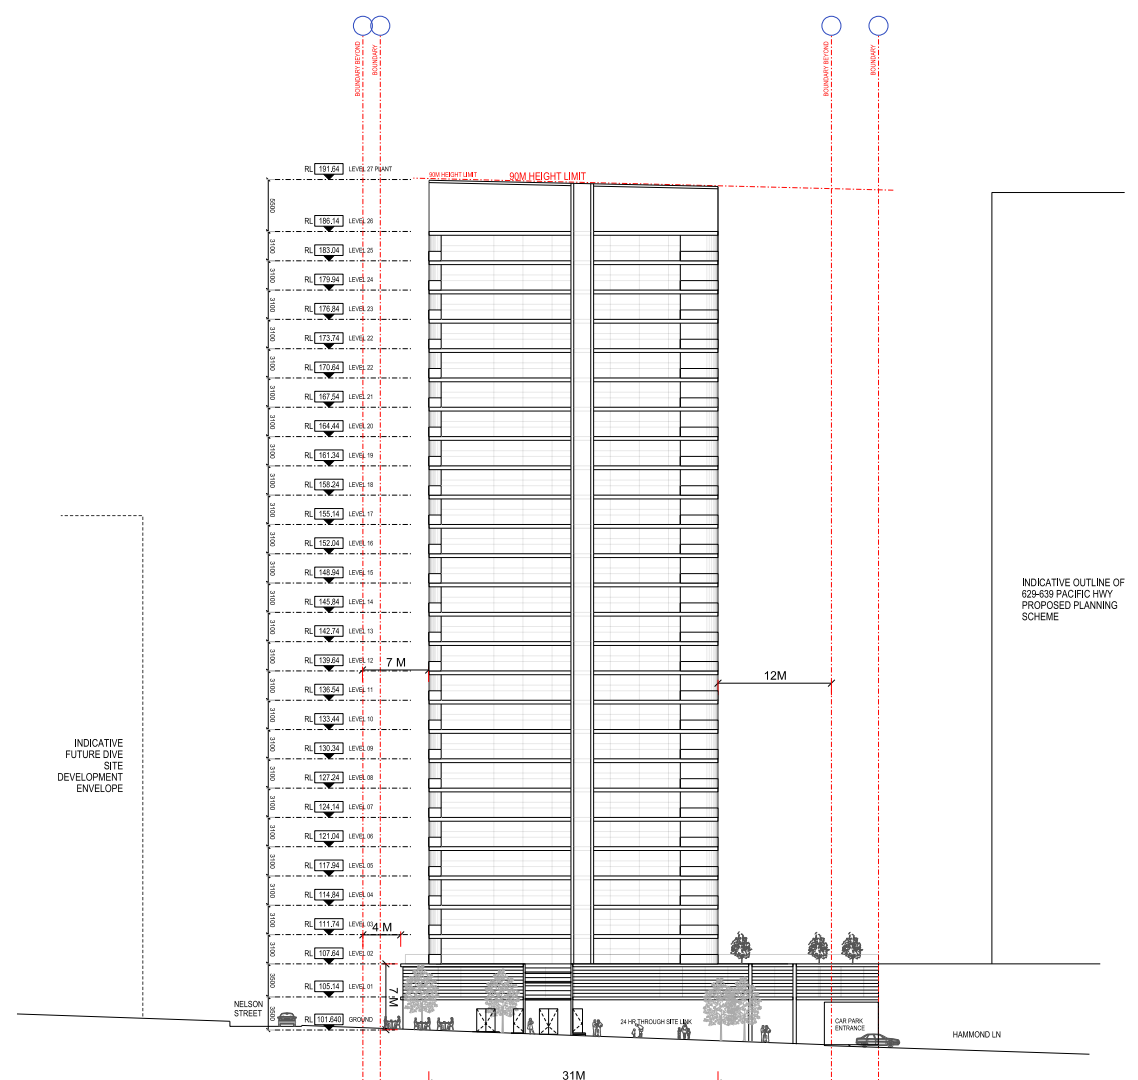 BOUNDARY BEYOND
BOUNDARY
BOUNDARY BEYOND
BOUNDARY
90M HEIGHT LIMIT
90M HEIGHT LIMIT
RL 191.64 LEVEL 27 PLANT
5500
RL 186.14 LEVEL 26
3100
RL 183.04 LEVEL 25
3100
RL 179.94 LEVEL 24
3100
RL 176.84 LEVEL 23
3100
RL 173.74 LEVEL 22
3100
RL 170.64 LEVEL 22
3100
RL 167.54 LEVEL 21
3100
RL 164.44 LEVEL 20
3100
RL 161.34 LEVEL 19
3100
RL 158.24 LEVEL 18
3100
RL 155.14 LEVEL 17
3100
RL 152.04 LEVEL 16
3100
RL 148.94 LEVEL 15
3100
RL 145.84 LEVEL 14
3100
RL 142.74 LEVEL 13
3100
RL 139.64 LEVEL 12
3100
RL 136.54 LEVEL 11
3100
RL 133.44 LEVEL 10
3100
RL 130.34 LEVEL 09
3100
RL 127.24 LEVEL 08
3100
RL 124.14 LEVEL 07
3100
RL 121.04 LEVEL 06
3100
RL 117.94 LEVEL 05
3100
RL 114.84 LEVEL 04
3100
RL 111.74 LEVEL 03
3100
RL 107.64 LEVEL 02
3500
RL 105.14 LEVEL 01
3500
RL 101.640 GROUND
7 M
12M
4 M
7 M
31M
INDICATIVE
FUTURE DIVE
SITE
DEVELOPMENT
ENVELOPE
INDICATIVE OUTLINE OF
629-639 PACIFIC HWY
PROPOSED PLANNING
SCHEME
NELSON
STREET
24 HR THROUGH SITE LINK
CAR PARK
ENTRANCE
HAMMOND LN